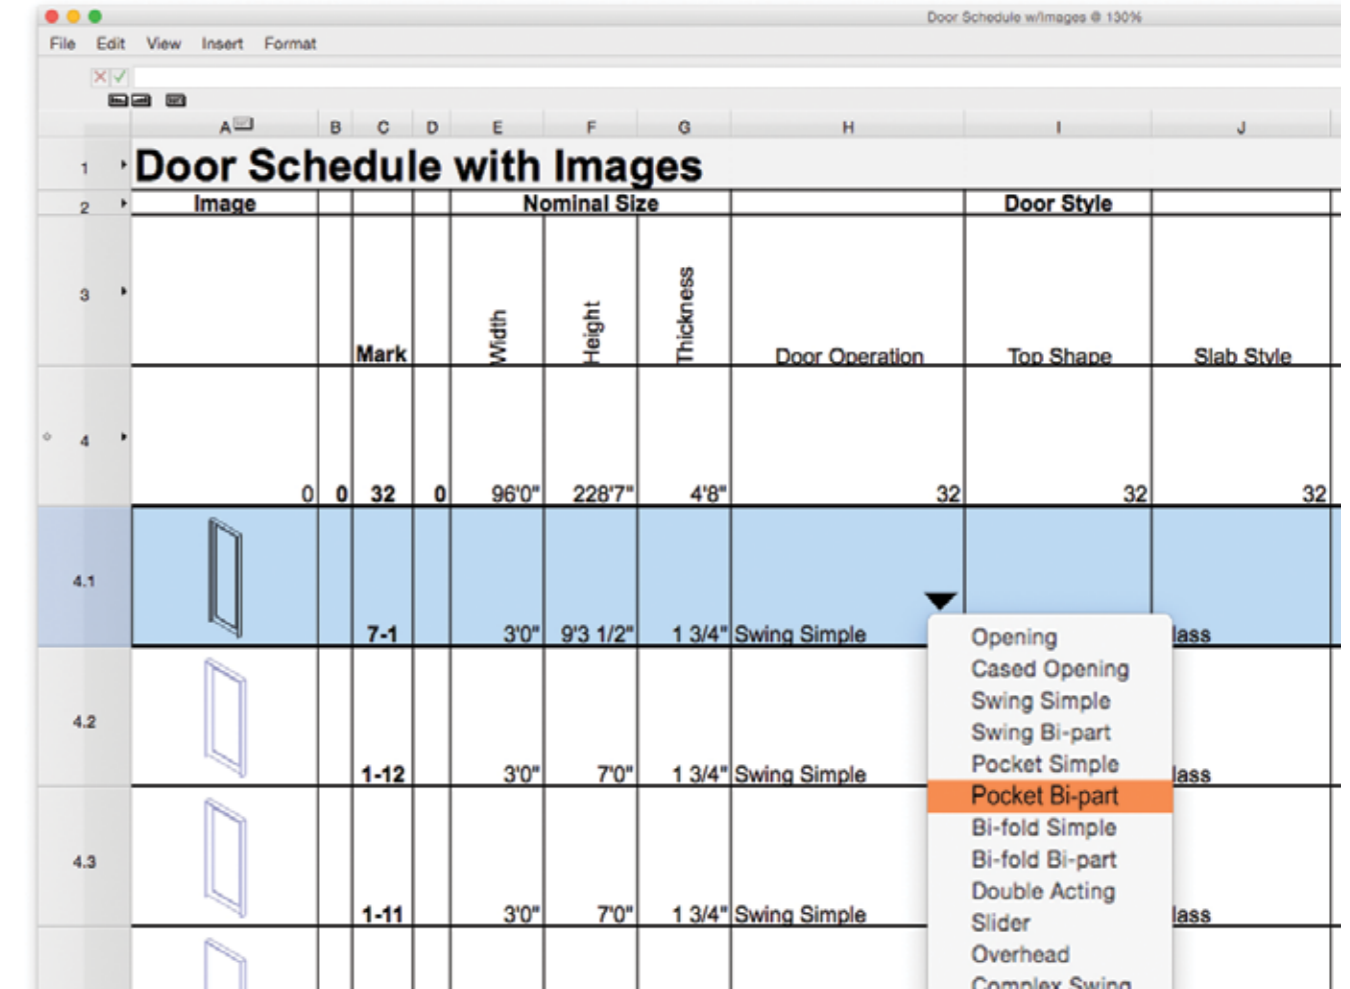 Door Schedule w/Images @ 130%
File Edit View Insert Format
A B C D E F G H I J
1 Door Schedule with Images
2 Image Nominal Size Door Style
3 Mark Width Height Thickness Door Operation Top Shape Slab Style
4 0 0 32 0 96'0" 228'7" 4'8" 32 32 32
4.1 7-1 3'0" 9'3 1/2" 1 3/4" Swing Simple lass
4.2 1-12 3'0" 7'0" 1 3/4" Swing Simple lass
4.3 1-11 3'0" 7'0" 1 3/4" Swing Simple lass
Opening
Cased Opening
Swing Simple
Swing Bi-part
Pocket Simple
Pocket Bi-part
Bi-fold Simple
Bi-fold Bi-part
Double Acting
Slider
Overhead
Complex Swing